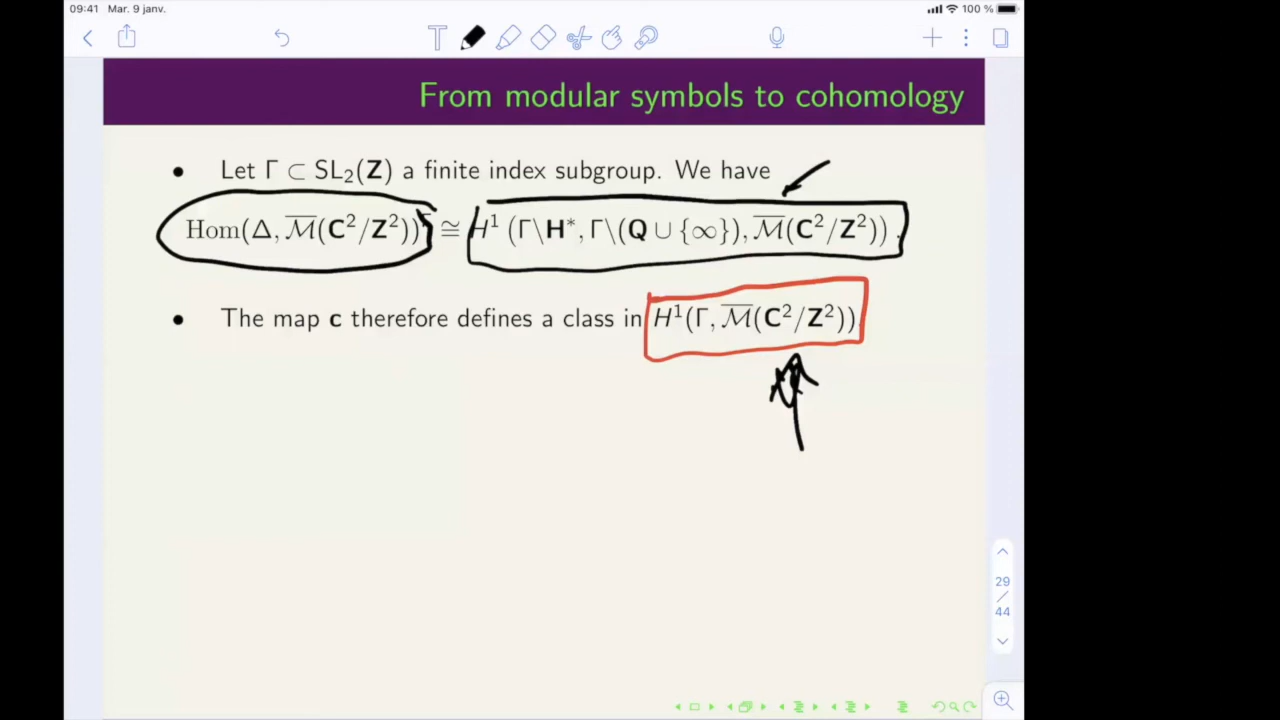 09:41 Mar. 9 janv.
100 %
From modular symbols to cohomology
• Let Γ ⊂ SL₂(Z) a finite index subgroup. We have
Hom(Δ, M̅(C²/Z²)) ≅ H¹ (Γ\H*, Γ\(Q ∪ {∞}), M̅(C²/Z²)) .
• The map c therefore defines a class in H¹(Γ, M̅(C²/Z²)).
29
/
44